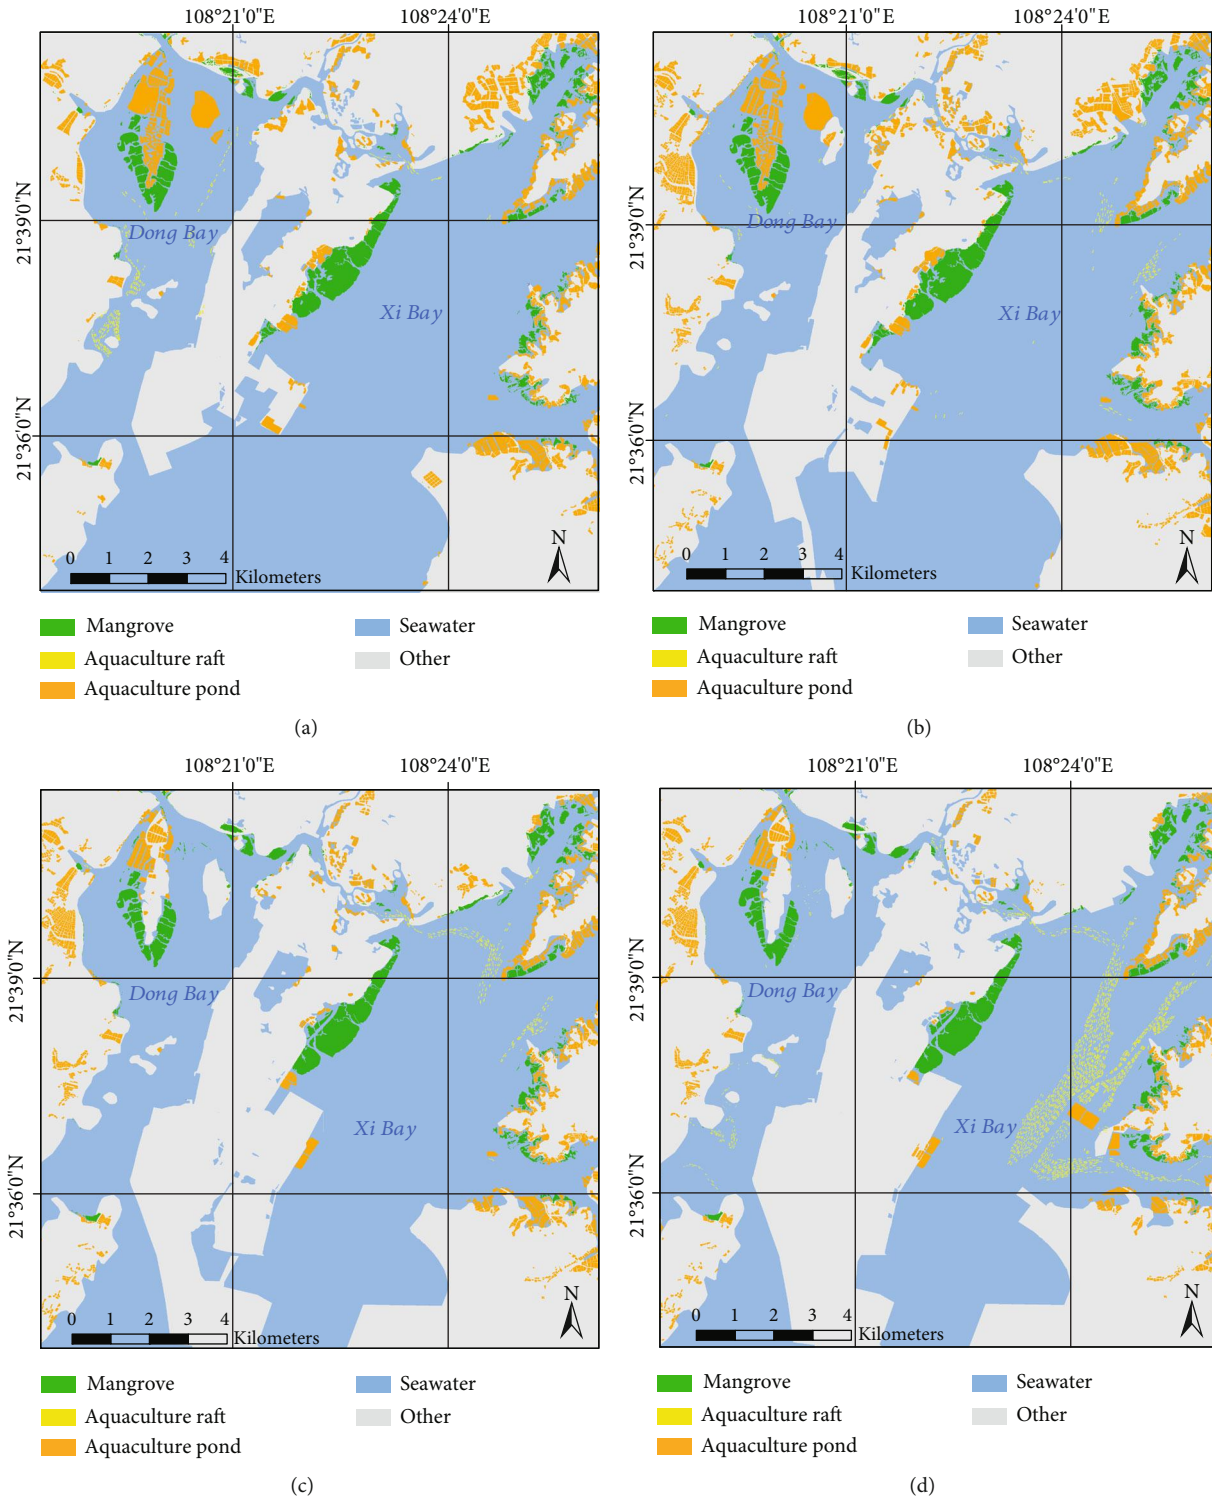 108°21'0"E 108°24'0"E 108°21'0"E 108°24'0"E
21°39'0"N
21°36'0"N
Dong Bay
Xi Bay
N
0 1 2 3 4
Kilometers
21°39'0"N
21°36'0"N
Dong Bay
Xi Bay
N
0 1 2 3 4
Kilometers
Mangrove Seawater
Aquaculture raft Other
Aquaculture pond
(a)
Mangrove Seawater
Aquaculture raft Other
Aquaculture pond
(b)
108°21'0"E 108°24'0"E 108°21'0"E 108°24'0"E
21°39'0"N
21°36'0"N
Dong Bay
Xi Bay
N
0 1 2 3 4
Kilometers
21°39'0"N
21°36'0"N
Dong Bay
Xi Bay
N
0 1 2 3 4
Kilometers
Mangrove Seawater
Aquaculture raft Other
Aquaculture pond
(c)
Mangrove Seawater
Aquaculture raft Other
Aquaculture pond
(d)